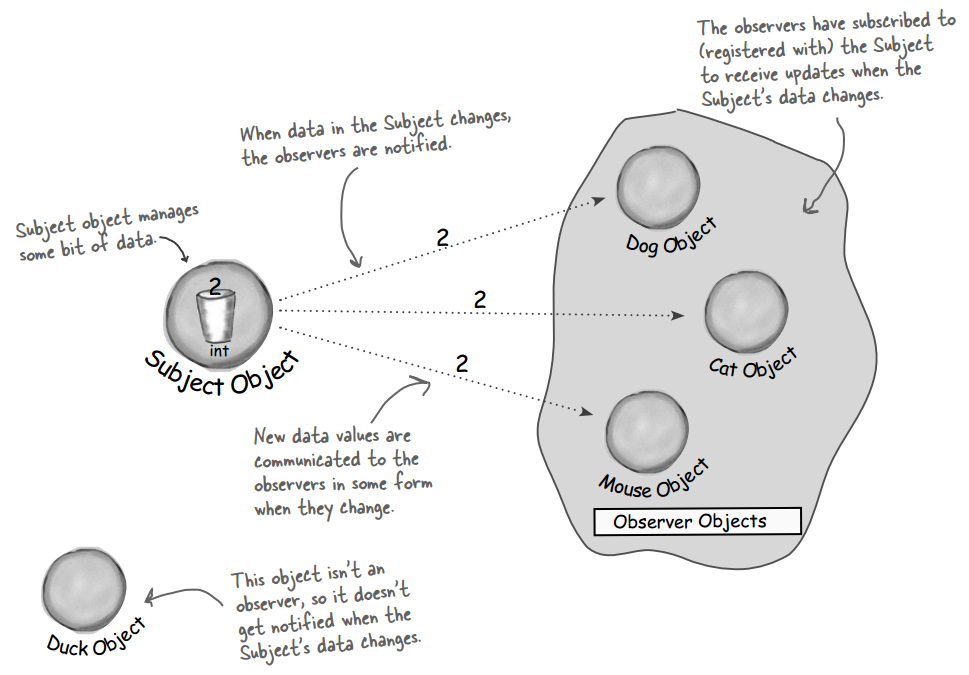 The observers have subscribed to
(registered with) the Subject
to receive updates when the
Subject's data changes.
When data in the Subject changes,
the observers are notified.
Subject object manages
some bit of data.
2
int
Subject Object
2
2
2
Dog Object
Cat Object
Mouse Object
Observer Objects
New data values are
communicated to the
observers in some form
when they change.
This object isn't an
observer, so it doesn't
get notified when the
Subject's data changes.
Duck Object